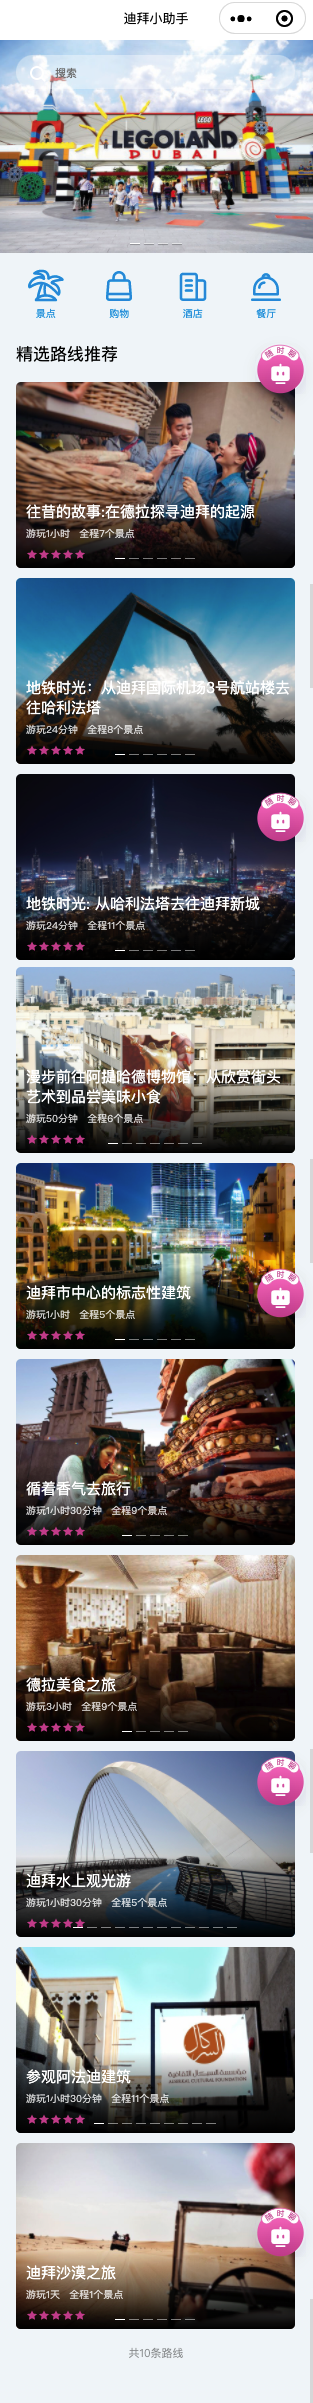 迪拜小助手
搜索
LEGO
LEGOLAND
DUBAI
景点
购物
酒店
餐厅
精选路线推荐
随时聊
往昔的故事:在德拉探寻迪拜的起源
游玩1小时 全程7个景点
地铁时光：从迪拜国际机场3号航站楼去
往哈利法塔
游玩24分钟 全程8个景点
随时聊
地铁时光: 从哈利法塔去往迪拜新城
游玩24分钟 全程11个景点
漫步前往阿提哈德博物馆：从欣赏街头
艺术到品尝美味小食
游玩50分钟 全程6个景点
随时聊
迪拜市中心的标志性建筑
游玩1小时 全程5个景点
循着香气去旅行
游玩1小时30分钟 全程9个景点
德拉美食之旅
游玩3小时 全程9个景点
随时聊
迪拜水上观光游
游玩1小时30分钟 全程5个景点
参观阿法迪建筑
游玩1小时30分钟 全程11个景点
随时聊
迪拜沙漠之旅
游玩1天 全程1个景点
共10条路线